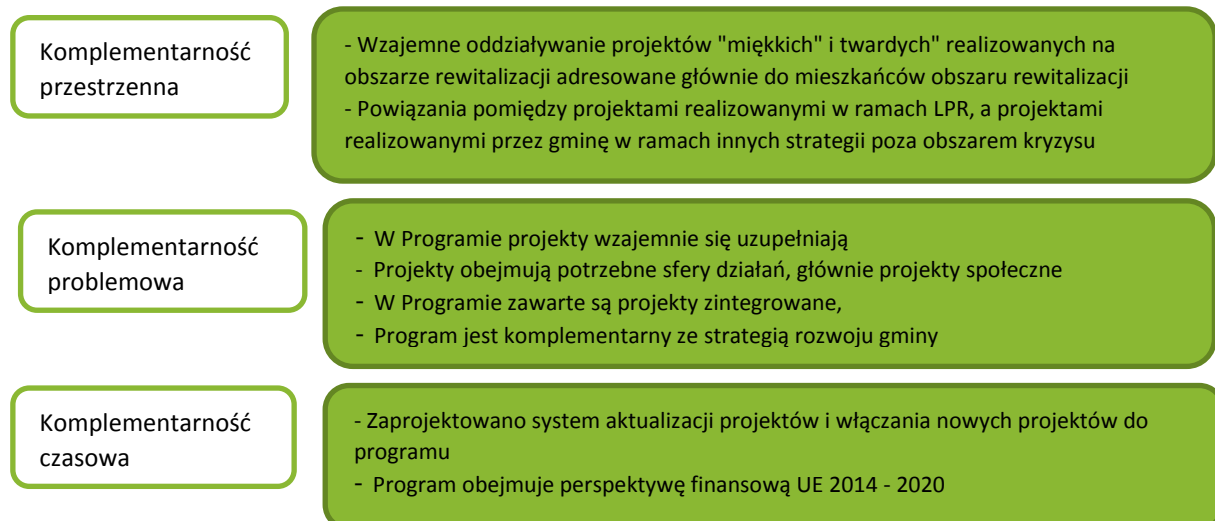 Komplementarność
przestrzenna
- Wzajemne oddziaływanie projektów "miękkich" i twardych" realizowanych na
obszarze rewitalizacji adresowane głównie do mieszkańców obszaru rewitalizacji
- Powiązania pomiędzy projektami realizowanymi w ramach LPR, a projektami
realizowanymi przez gminę w ramach innych strategii poza obszarem kryzysu
Komplementarność
problemowa
- W Programie projekty wzajemnie się uzupełniają
- Projekty obejmują potrzebne sfery działań, głównie projekty społeczne
- W Programie zawarte są projekty zintegrowane,
- Program jest komplementarny ze strategią rozwoju gminy
Komplementarność
czasowa
- Zaprojektowano system aktualizacji projektów i włączania nowych projektów do
programu
- Program obejmuje perspektywę finansową UE 2014 - 2020